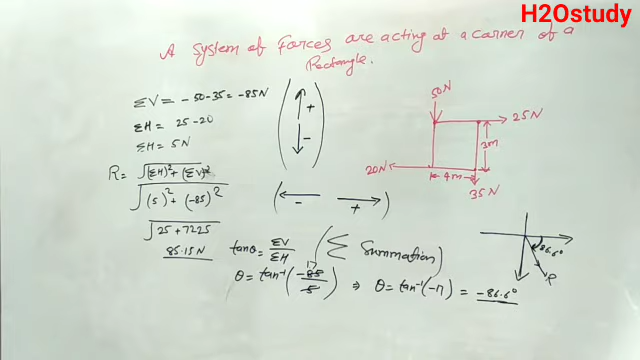 H2Ostudy
A System of Forces are acting at a corner of a
Rectangle.
ΣV = -50-35 = -85N
ΣH = 25-20
ΣH = 5N
R = √(ΣH)²+(ΣV)²
√(5)²+(-85)²
√25+7225
85.15N
+
-
- +
50N
25N
3m
20N
4m
35N
tanθ = ΣV/ΣH (Σ Summation)
θ = tan⁻¹(-85/5) 17 ⇒ θ = tan⁻¹(-17) = -86.6°
86.6°
R